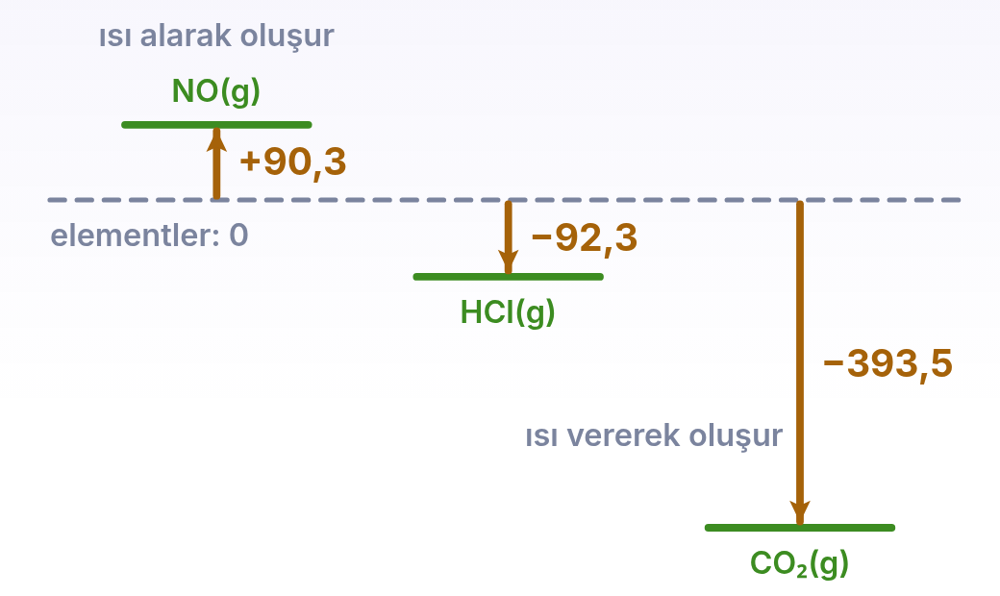 ısı alarak oluşur
NO(g)
+90,3
elementler: 0
−92,3
HCl(g)
−393,5
ısı vererek oluşur
CO₂(g)